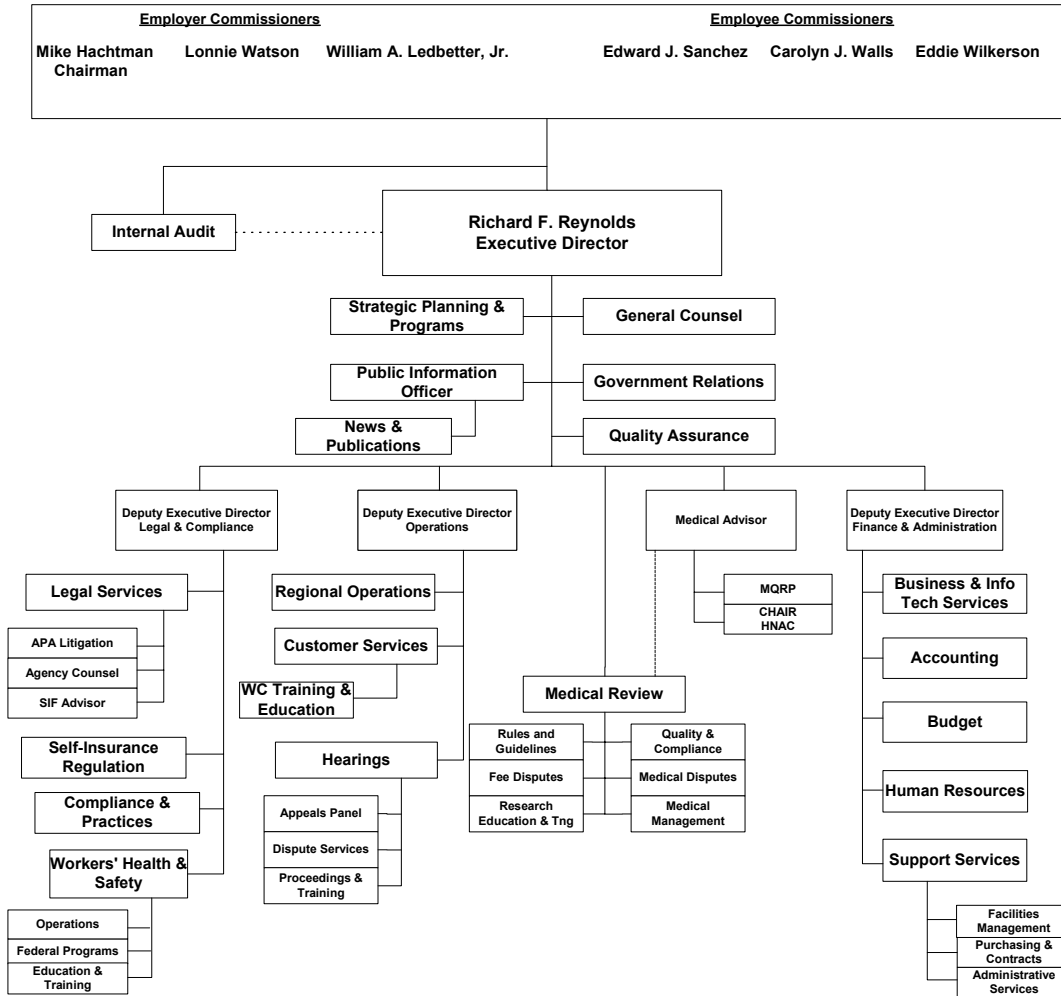 Employer Commissioners
Employee Commissioners
Mike Hachtman
Chairman
Lonnie Watson
William A. Ledbetter, Jr.
Edward J. Sanchez
Carolyn J. Walls
Eddie Wilkerson
Internal Audit
Richard F. Reynolds
Executive Director
Strategic Planning &
Programs
General Counsel
Public Information
Officer
Government Relations
News &
Publications
Quality Assurance
Deputy Executive Director
Legal & Compliance
Deputy Executive Director
Operations
Medical Advisor
Deputy Executive Director
Finance & Administration
Legal Services
APA Litigation
Agency Counsel
SIF Advisor
Self-Insurance
Regulation
Compliance &
Practices
Workers' Health &
Safety
Operations
Federal Programs
Education &
Training
Regional Operations
Customer Services
WC Training &
Education
Hearings
Appeals Panel
Dispute Services
Proceedings &
Training
Medical Review
Rules and
Guidelines
Quality &
Compliance
Fee Disputes
Medical Disputes
Research
Education & Tng
Medical
Management
MQRP
CHAIR
HNAC
Business & Info
Tech Services
Accounting
Budget
Human Resources
Support Services
Facilities
Management
Purchasing &
Contracts
Administrative
Services